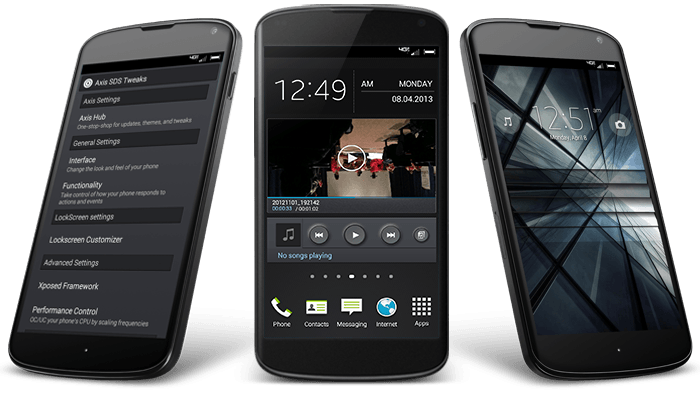 Axis SDS Tweaks
Axis Settings
Axis Hub
One-stop-shop for updates, themes, and tweaks
General Settings
Interface
Change the look and feel of your phone
Functionality
Take control of how your phone responds to
actions and events
LockScreen settings
Lockscreen Customizer
Advanced Settings
Xposed Framework
Performance Control
OC/UC your phone's CPU by scaling frequencies
4G
12:49
AM
MONDAY
08.04.2013
20121101_192142
00:00:33 / 00:01:02
No songs playing
Phone
Contacts
Messaging
Internet
Apps
4G
12:51 am
Monday, April 8